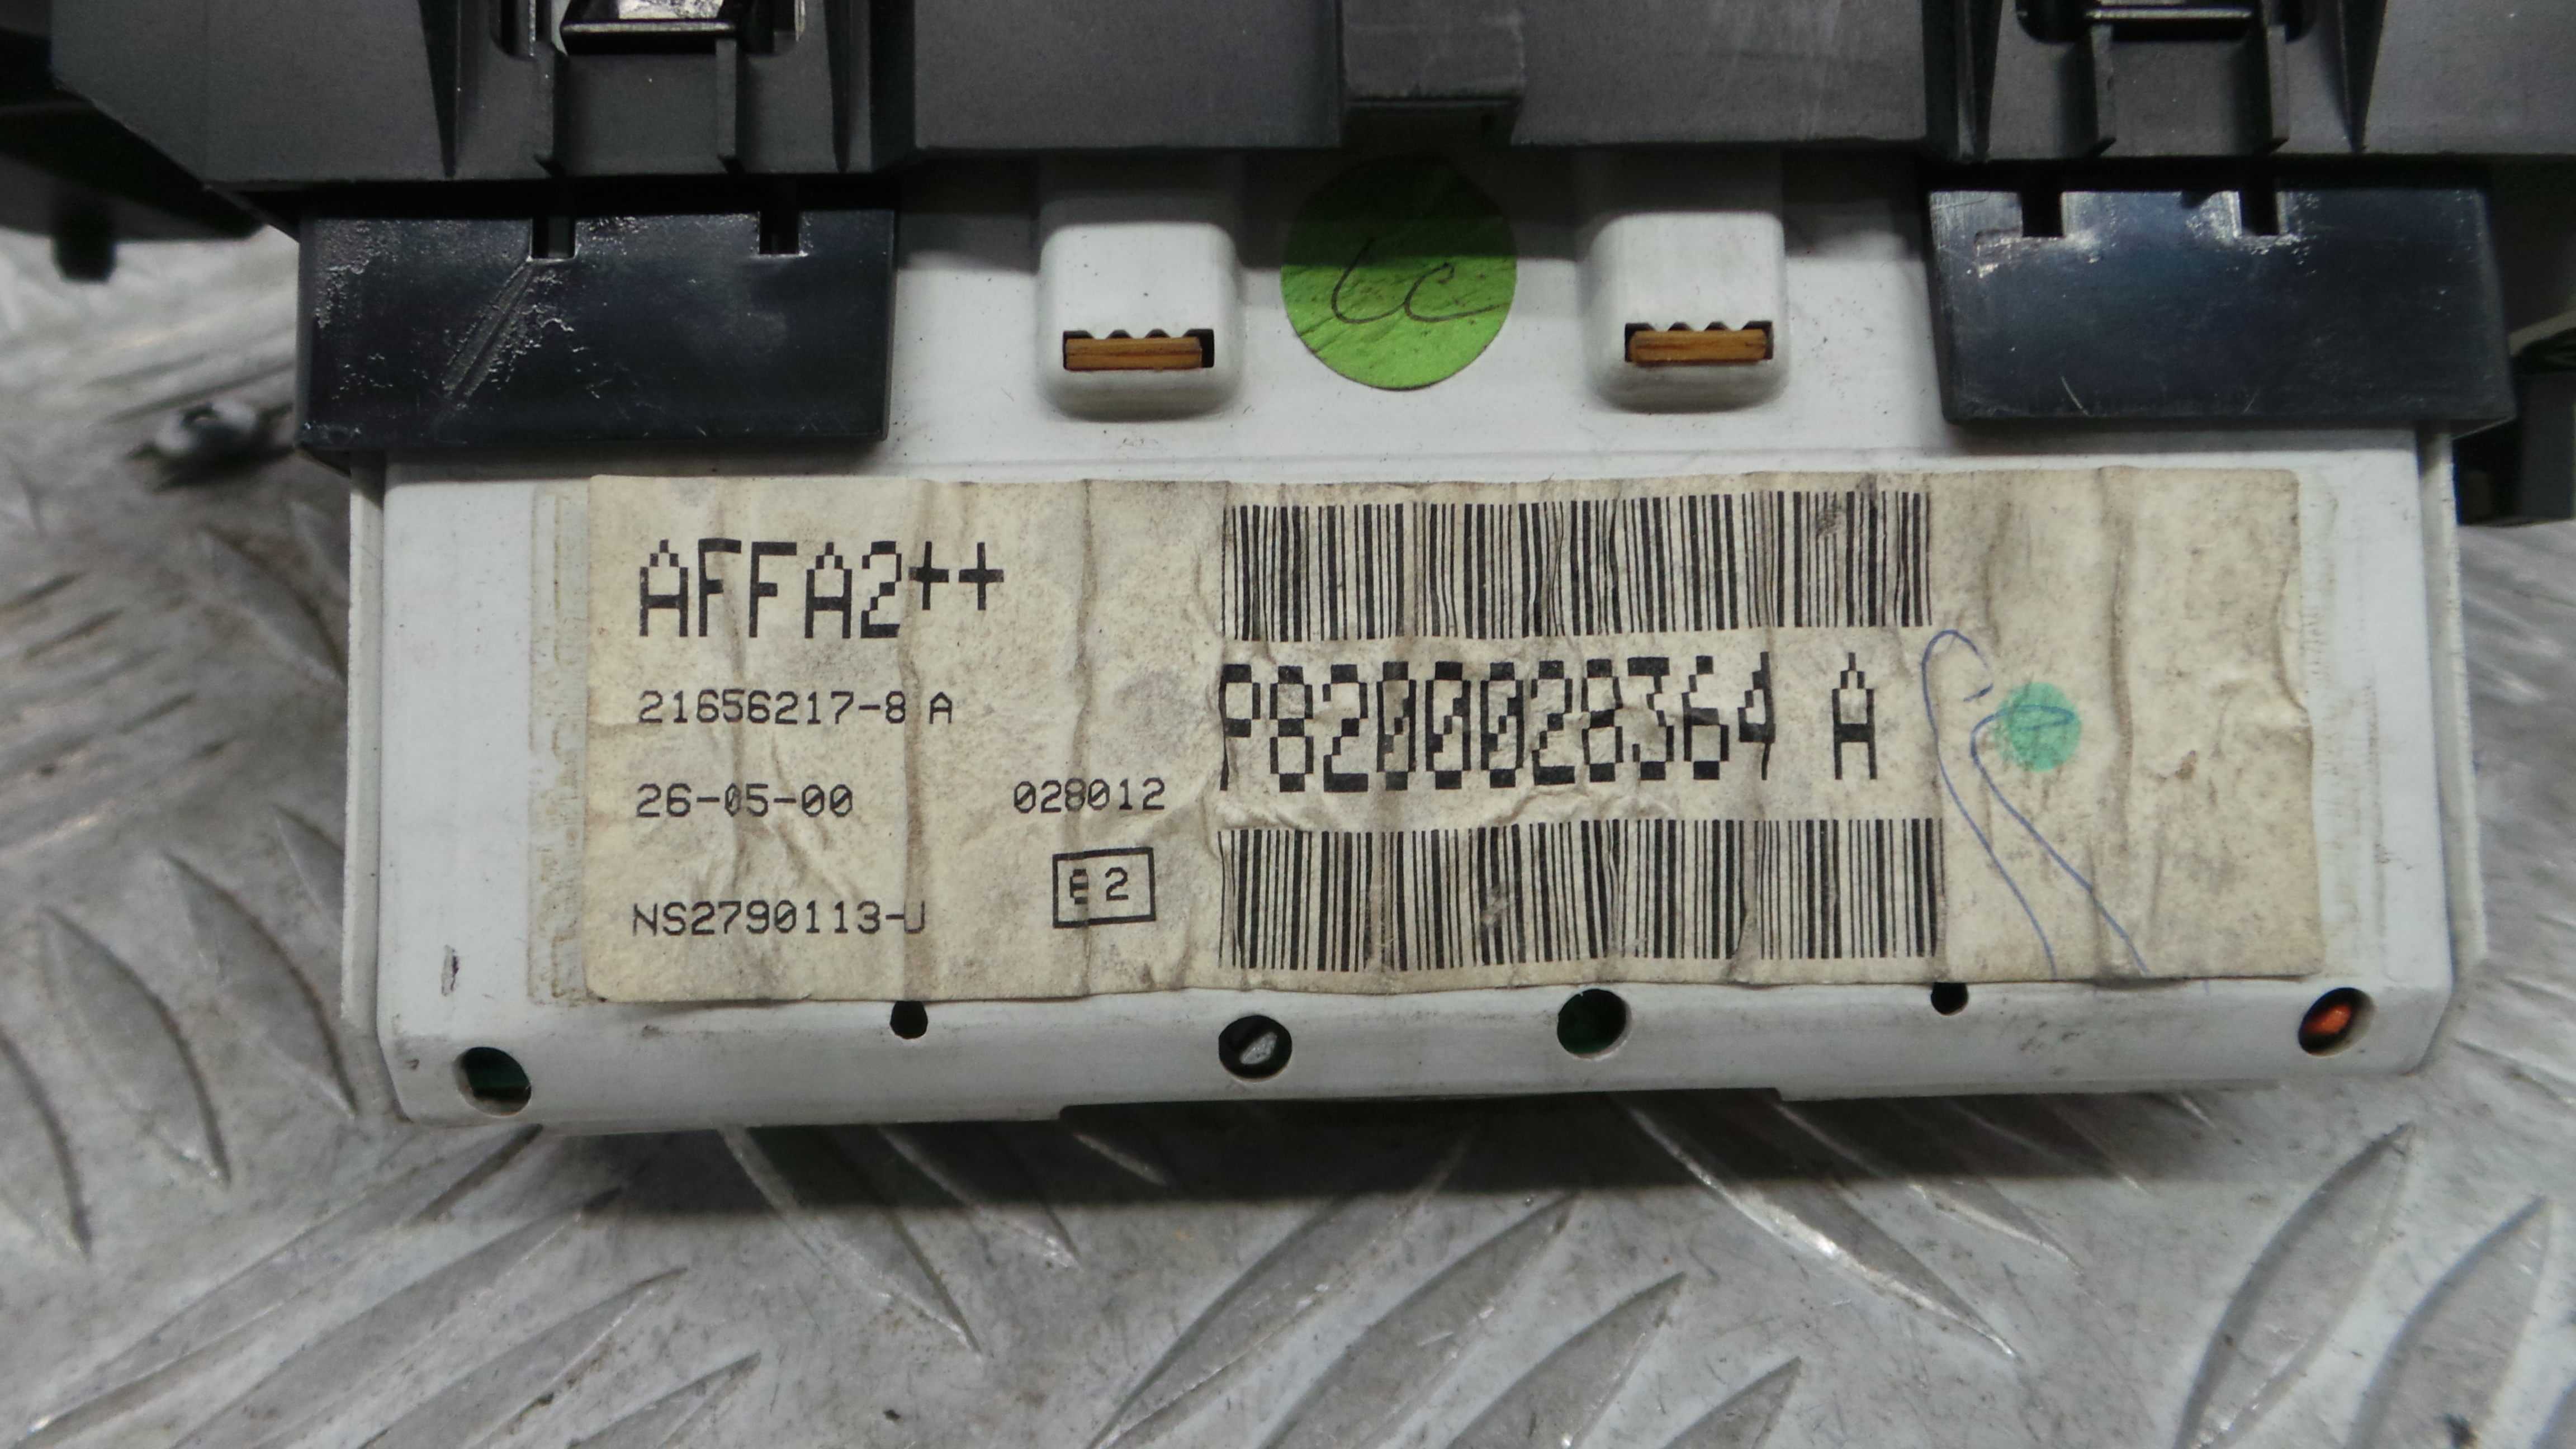 AFFA2++
21656217-8 A
26-05-00 028012
NS2790113-J
E2
P8200028364 A